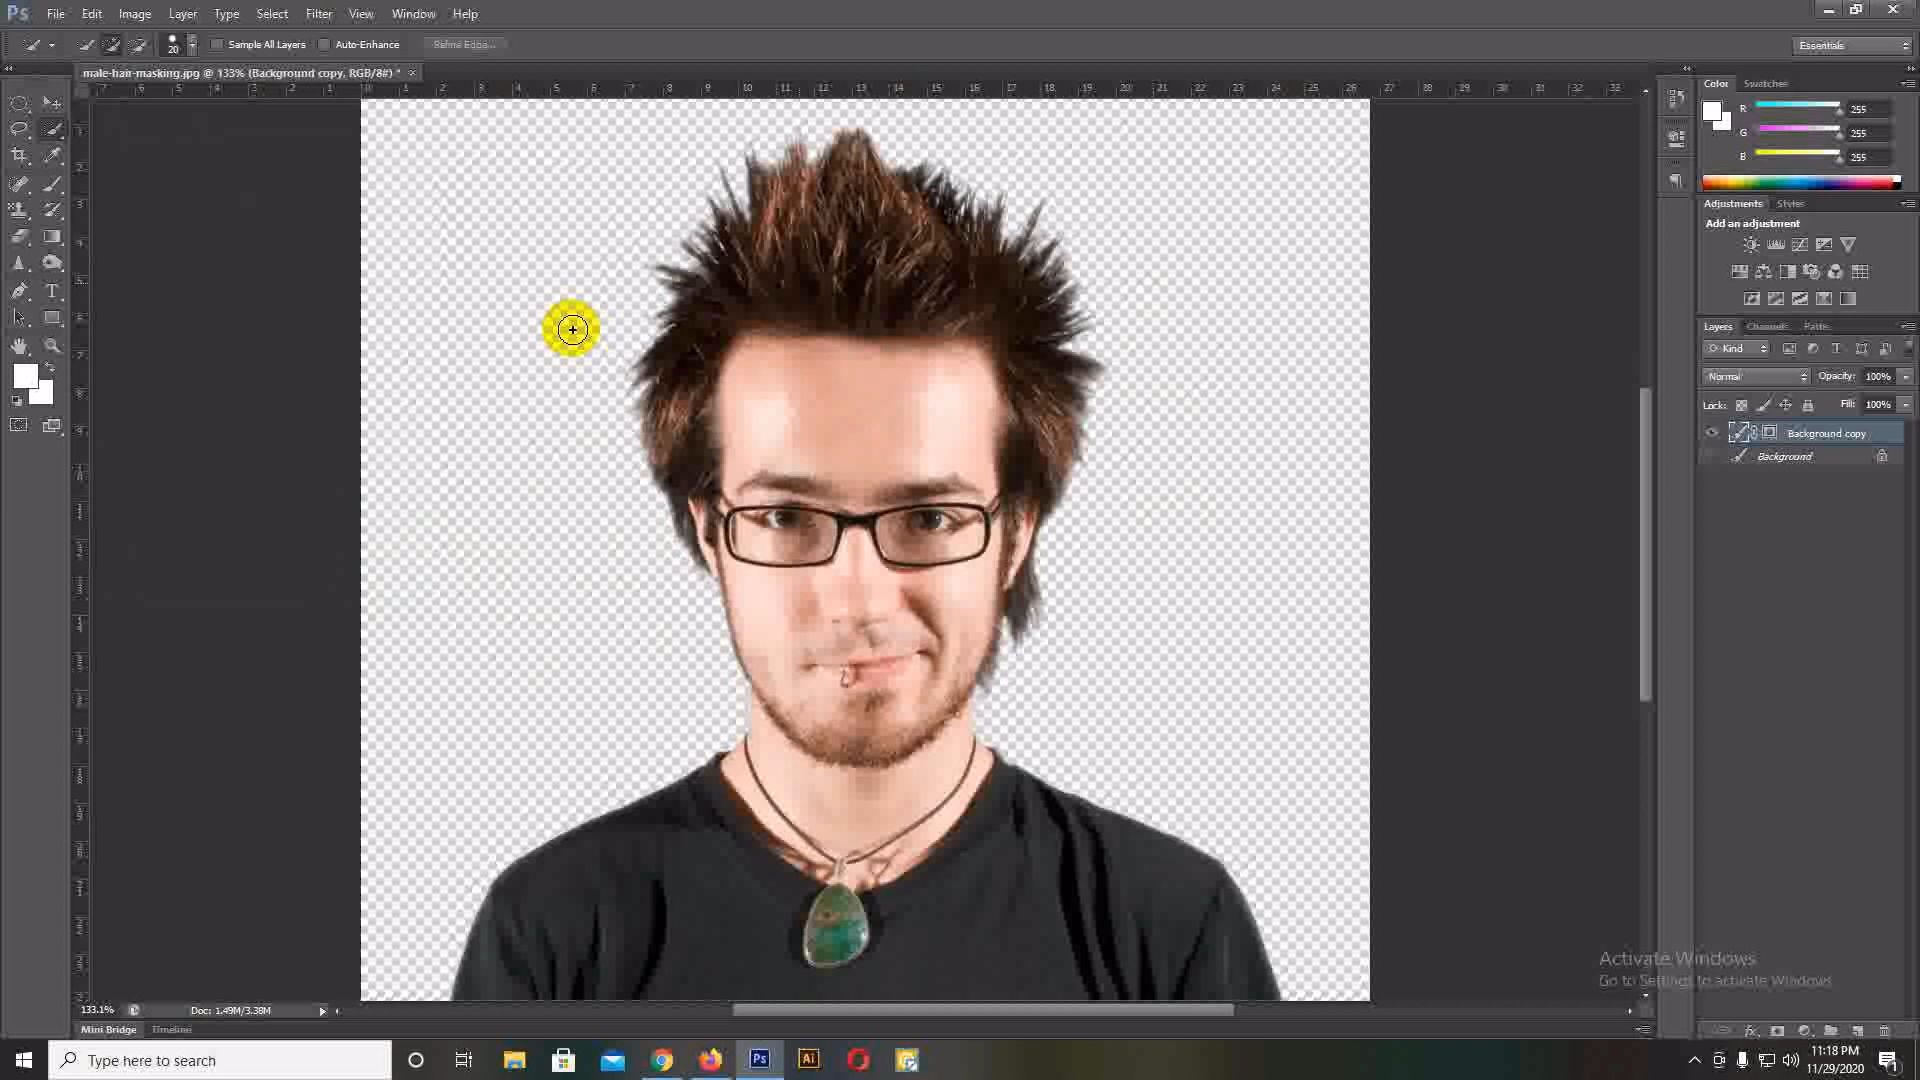 Ps File Edit Image Layer Type Select Filter View Window Help
20 Sample All Layers Auto-Enhance Refine Edge... Essentials
male-hair-masking.jpg @ 133% (Background copy, RGB/8#) *
Color Swatches
R 255
G 255
B 255
Adjustments Styles
Add an adjustment
Layers Channels Paths
Kind
Normal Opacity: 100%
Lock: Fill: 100%
Background copy
Background
Activate Windows
Go to Settings to activate Windows.
133.1% Doc: 1.49M/3.38M
Mini Bridge Timeline
Type here to search
Ps Ai
11:18 PM
11/29/2020